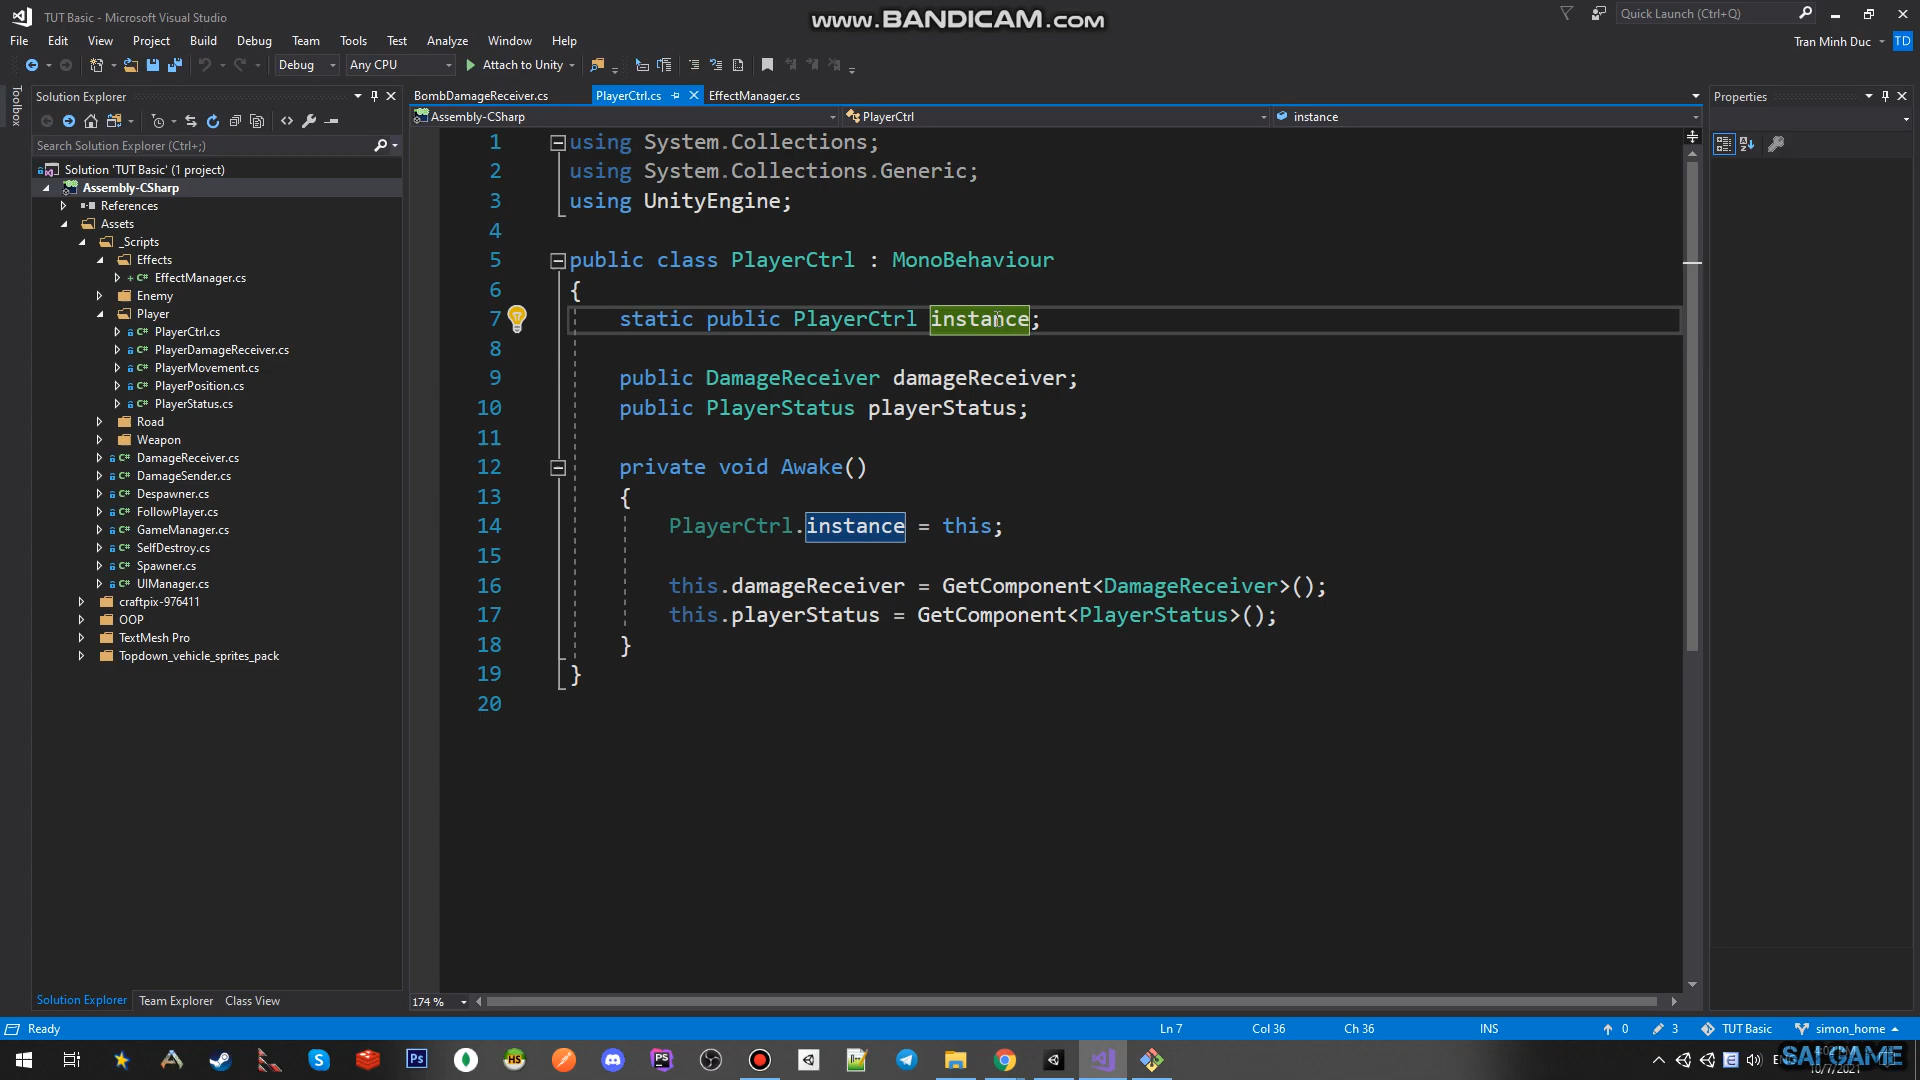 TUT Basic - Microsoft Visual Studio
www.BANDICAM.com
Quick Launch (Ctrl+Q)
File Edit View Project Build Debug Team Tools Test Analyze Window Help
Tran Minh Duc TD
Debug Any CPU Attach to Unity
Toolbox
Solution Explorer
BombDamageReceiver.cs PlayerCtrl.cs EffectManager.cs
Properties
Assembly-CSharp PlayerCtrl instance
Search Solution Explorer (Ctrl+;)
Solution 'TUT Basic' (1 project)
Assembly-CSharp
References
Assets
_Scripts
Effects
EffectManager.cs
Enemy
Player
PlayerCtrl.cs
PlayerDamageReceiver.cs
PlayerMovement.cs
PlayerPosition.cs
PlayerStatus.cs
Road
Weapon
DamageReceiver.cs
DamageSender.cs
Despawner.cs
FollowPlayer.cs
GameManager.cs
SelfDestroy.cs
Spawner.cs
UIManager.cs
craftpix-976411
OOP
TextMesh Pro
Topdown_vehicle_sprites_pack
1 using System.Collections;
2 using System.Collections.Generic;
3 using UnityEngine;
4
5 public class PlayerCtrl : MonoBehaviour
6 {
7 static public PlayerCtrl instance;
8
9 public DamageReceiver damageReceiver;
10 public PlayerStatus playerStatus;
11
12 private void Awake()
13 {
14 PlayerCtrl.instance = this;
15
16 this.damageReceiver = GetComponent<DamageReceiver>();
17 this.playerStatus = GetComponent<PlayerStatus>();
18 }
19 }
20
Solution Explorer Team Explorer Class View
174 %
Ready Ln 7 Col 36 Ch 36 INS 0 3 TUT Basic simon_home
SAI GAME
10/7/2021